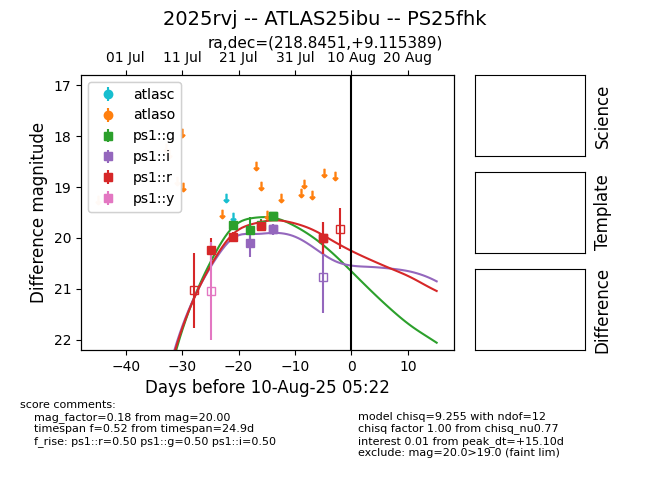 2025rvj -- ATLAS25ibu -- PS25fhk
ra,dec=(218.8451,+9.115389)
01 Jul 11 Jul 21 Jul 31 Jul 10 Aug 20 Aug
17
18
19
20
21
22
Difference magnitude
atlasc
atlaso
ps1::g
ps1::i
ps1::r
ps1::y
−40 −30 −20 −10 0 10
Days before 10-Aug-25 05:22
Science
Template
Difference
score comments:
mag_factor=0.18 from mag=20.00
timespan f=0.52 from timespan=24.9d
f_rise: ps1::r=0.50 ps1::g=0.50 ps1::i=0.50
model chisq=9.255 with ndof=12
chisq factor 1.00 from chisq_nu0.77
interest 0.01 from peak_dt=+15.10d
exclude: mag=20.0>19.0 (faint lim)